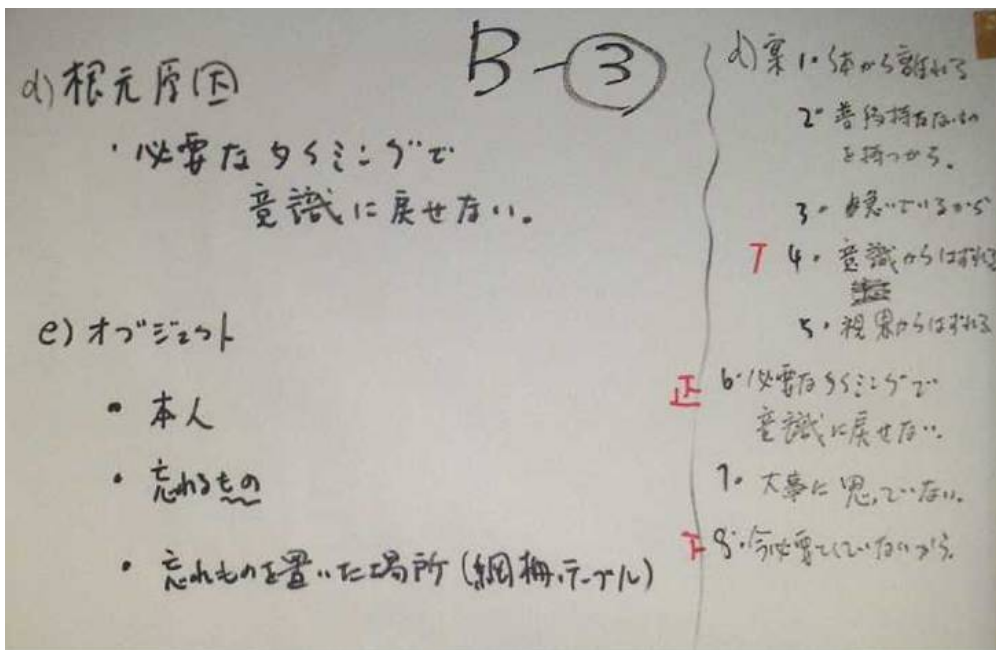 B-③
d)根元原因
・必要なタイミングで
意識に戻せない。
e)オブジェクト
・本人
・忘れるもの
・忘れものを置いた場所(網棚、テーブル)
d)案 1・体から離れる
2・普段持たないもの
を持つから。
3・急いでいるから
4・意識からはずれる
5・視界からはずれる
正 6・必要なタイミングで
意識に戻せない。
7・大事に思っていない。
8・今必要としていないから